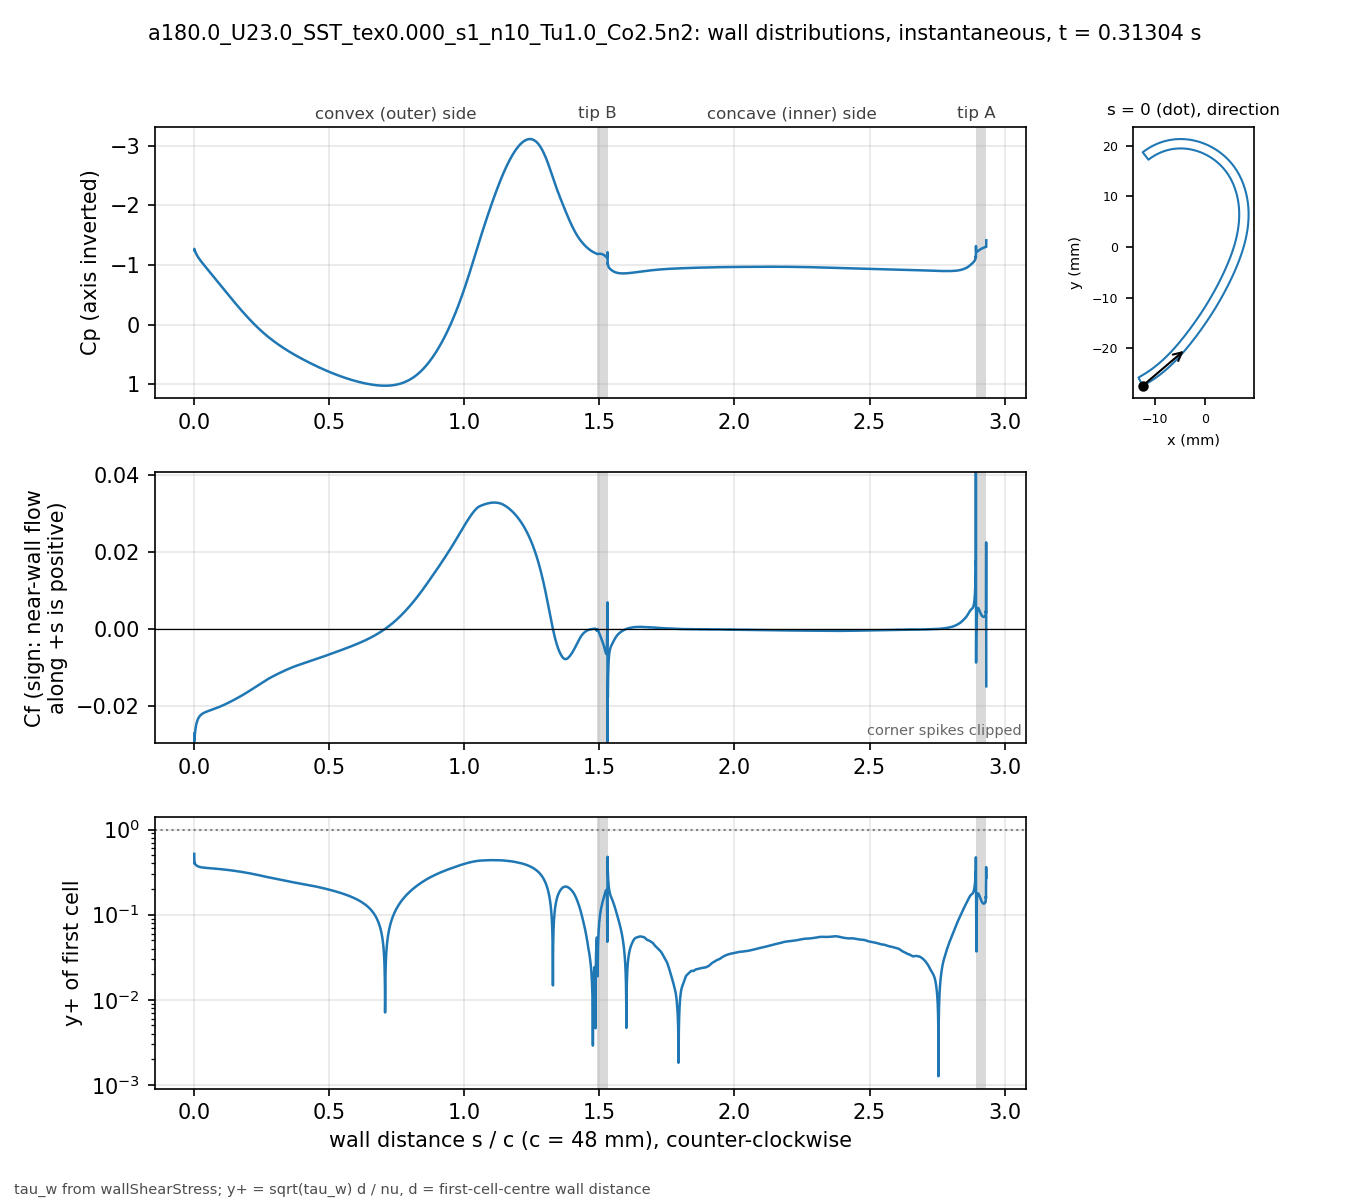 a180.0_U23.0_SST_tex0.000_s1_n10_Tu1.0_Co2.5n2: wall distributions, instantaneous, t = 0.31304 s
convex (outer) side
tip B
concave (inner) side
tip A
s = 0 (dot), direction
Cp (axis inverted)
−3
−2
−1
0
1
0.0
0.5
1.0
1.5
2.0
2.5
3.0
y (mm)
20
10
0
−10
−20
−10
0
x (mm)
Cf (sign: near-wall flow
along +s is positive)
0.04
0.02
0.00
−0.02
corner spikes clipped
0.0
0.5
1.0
1.5
2.0
2.5
3.0
y+ of first cell
10⁰
10⁻¹
10⁻²
10⁻³
0.0
0.5
1.0
1.5
2.0
2.5
3.0
wall distance s / c (c = 48 mm), counter-clockwise
tau_w from wallShearStress; y+ = sqrt(tau_w) d / nu, d = first-cell-centre wall distance